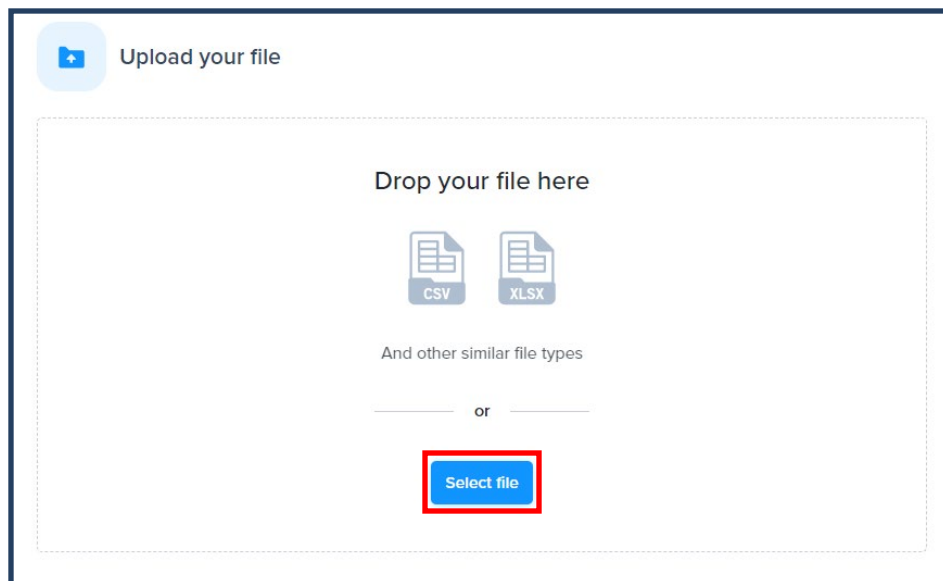 Upload your file
Drop your file here
CSV XLSX
And other similar file types
or
Select file